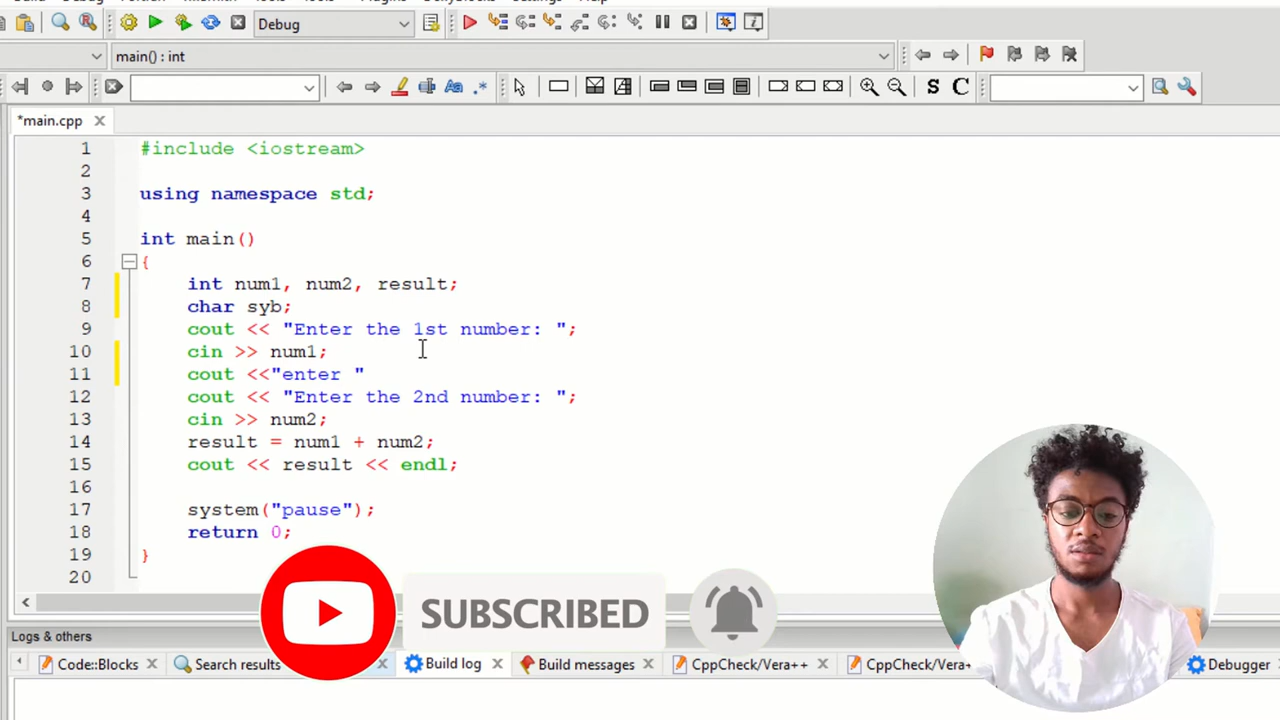 Debug
main() : int
S C
*main.cpp
1 #include <iostream>
2
3 using namespace std;
4
5 int main()
6 {
7 int num1, num2, result;
8 char syb;
9 cout << "Enter the 1st number: ";
10 cin >> num1;
11 cout <<"enter "
12 cout << "Enter the 2nd number: ";
13 cin >> num2;
14 result = num1 + num2;
15 cout << result << endl;
16
17 system("pause");
18 return 0;
19 }
20
SUBSCRIBED
Logs & others
Code::Blocks Search results Build log Build messages CppCheck/Vera++ CppCheck/Vera+ Debugger